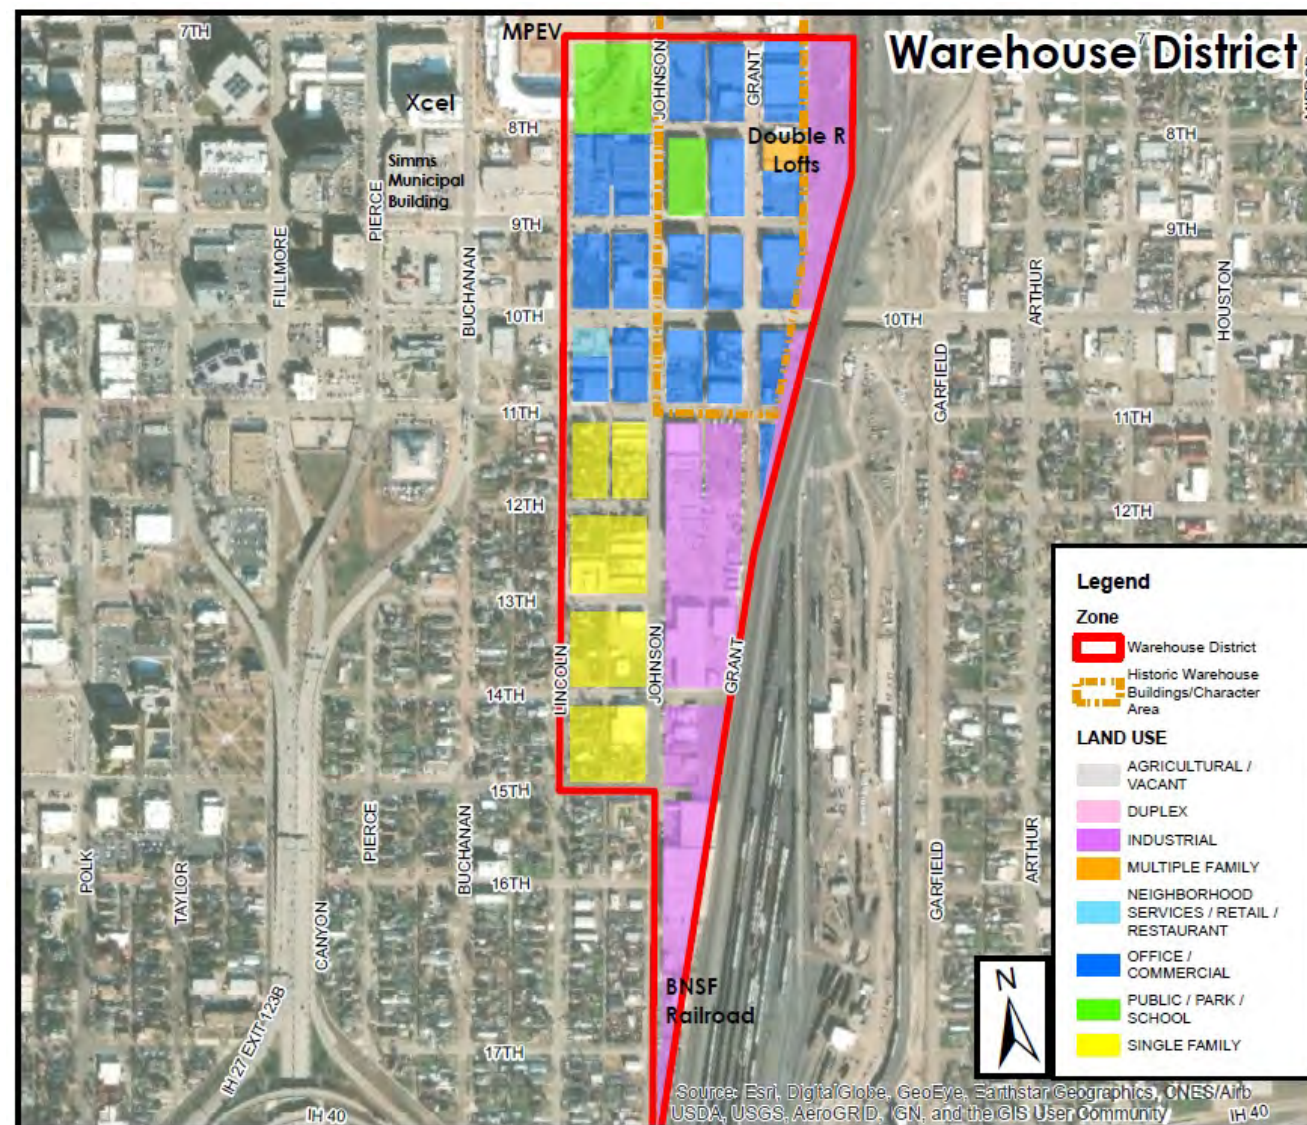 7TH
MPEV
Warehouse District
7
JOHNSON
GRANT
Xcel
8TH
Double R
Lofts
8TH
Simms
Municipal
Building
PIERCE
9TH
9TH
FILLMORE
BUCHANAN
ARTHUR
HOUSTON
10TH
10TH
GARFIELD
11TH
11TH
12TH
12TH
Legend
Zone
Warehouse District
Historic Warehouse
Buildings/Character
Area
LAND USE
AGRICULTURAL /
VACANT
DUPLEX
INDUSTRIAL
MULTIPLE FAMILY
NEIGHBORHOOD
SERVICES / RETAIL /
RESTAURANT
OFFICE /
COMMERCIAL
PUBLIC / PARK /
SCHOOL
SINGLE FAMILY
13TH
LINCOLN
JOHNSON
GRANT
14TH
15TH
PIERCE
BUCHANAN
POLK
TAYLOR
GARFIELD
ARTHUR
16TH
CANYON
N
BNSF
Railroad
IH 27 EXIT 123B
17TH
IH 40
Source: Esri, DigitalGlobe, GeoEye, Earthstar Geographics, CNES/Airb
USDA, USGS, AeroGRID, IGN, and the GIS User Community
IH 40